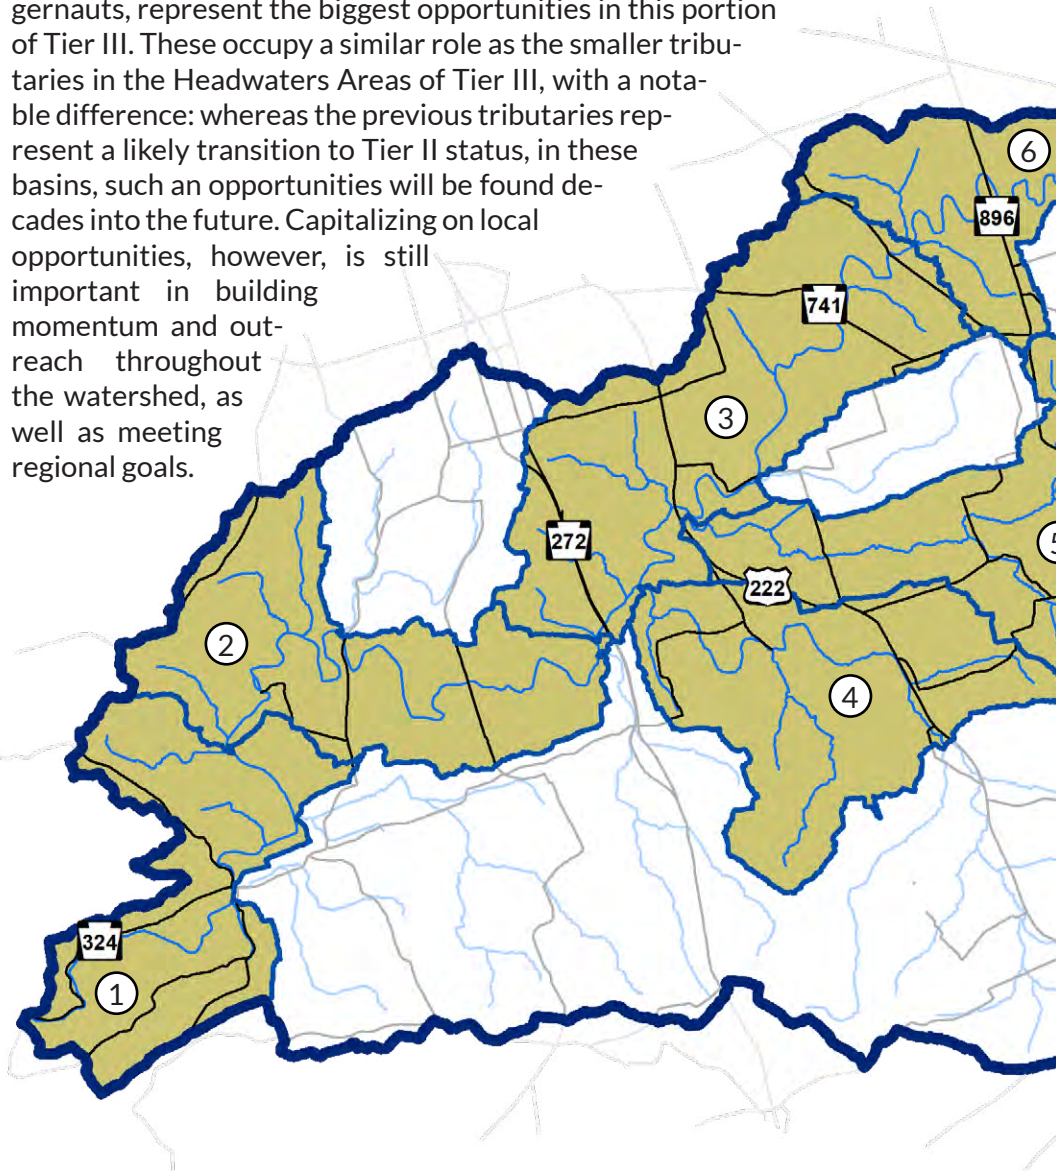 gernauts, represent the biggest opportunities in this portion
of Tier III. These occupy a similar role as the smaller tribu-
taries in the Headwaters Areas of Tier III, with a nota-
ble difference: whereas the previous tributaries rep-
resent a likely transition to Tier II status, in these
basins, such an opportunities will be found de-
cades into the future. Capitalizing on local
opportunities, however, is still
important in building
momentum and out-
reach throughout
the watershed, as
well as meeting
regional goals.
6
896
741
3
272
5
222
2
4
324
1